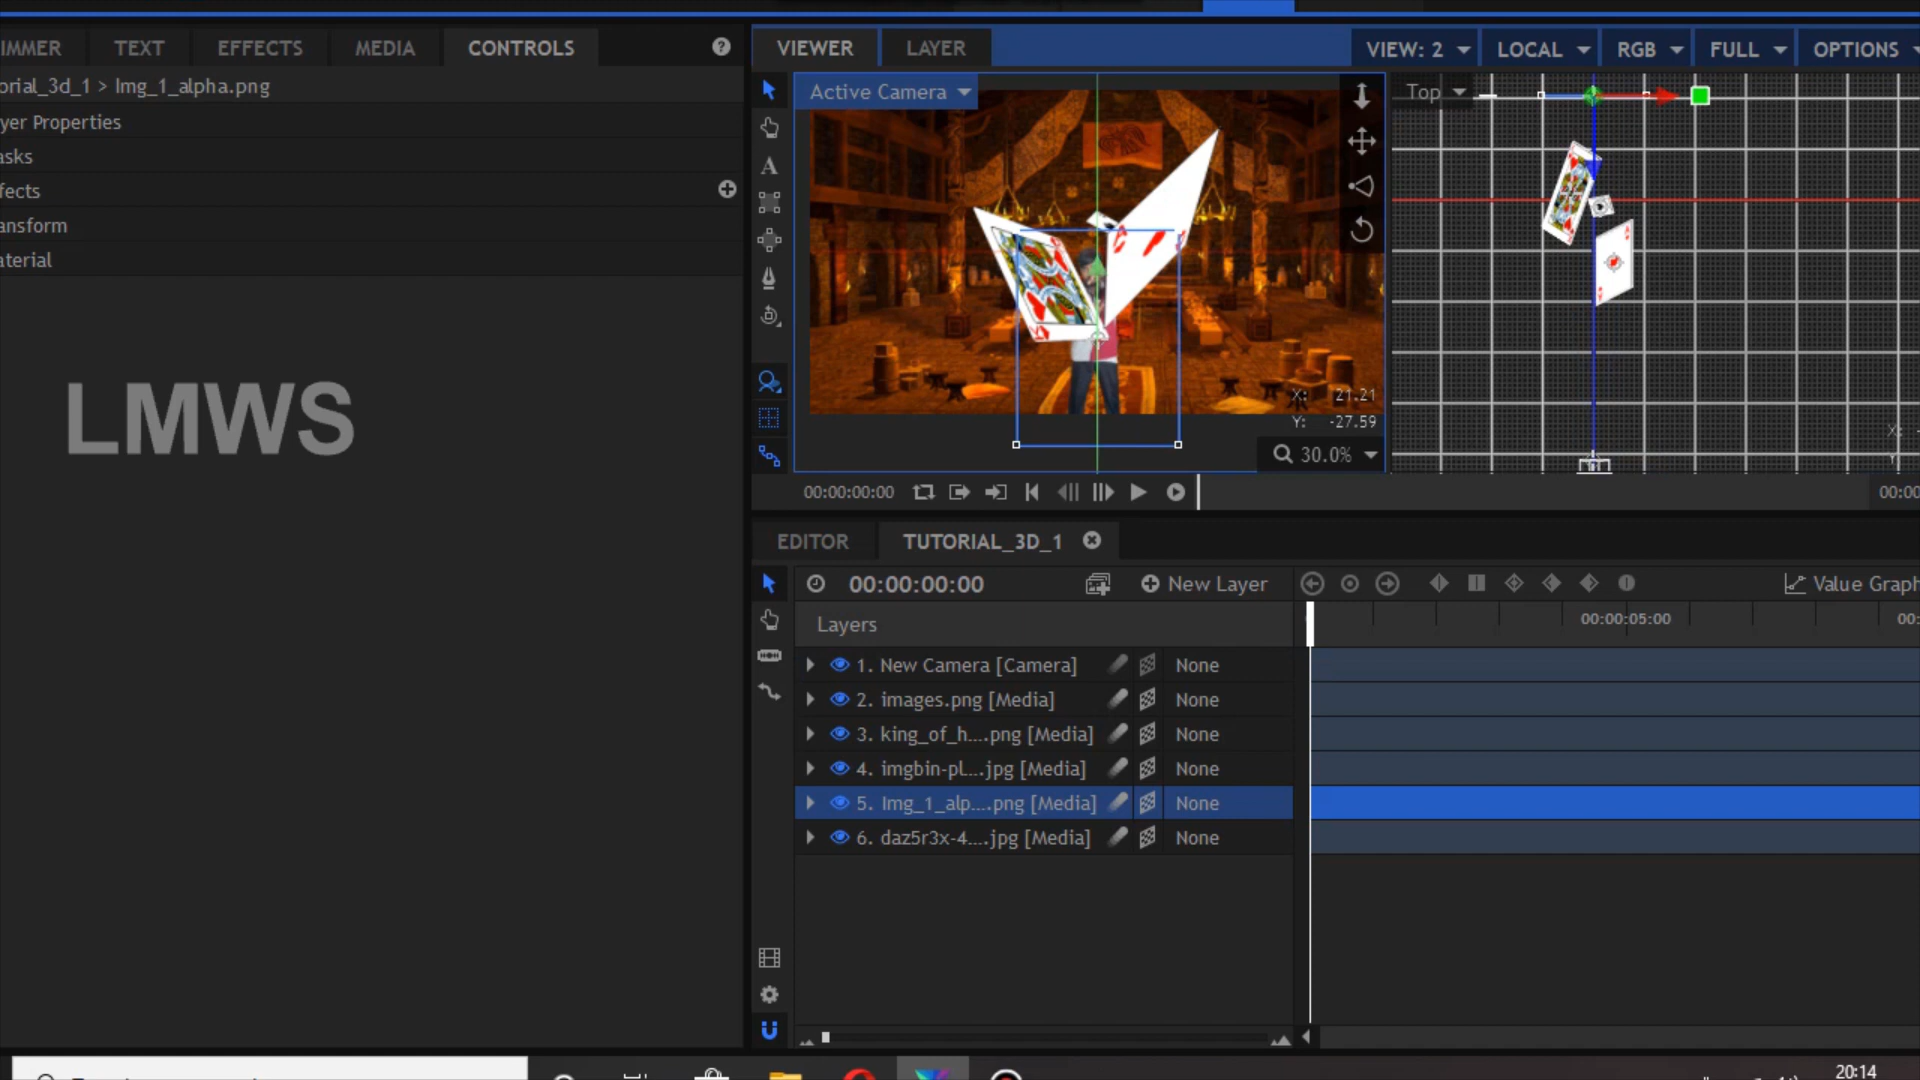 IMMER TEXT EFFECTS MEDIA CONTROLS ?
orial_3d_1 > Img_1_alpha.png
yer Properties
asks
fects
ansform
aterial
LMWS
VIEWER LAYER VIEW: 2 LOCAL RGB FULL OPTIONS
Active Camera
Top
X: 21.21
Y: -27.59
30.0%
X: -
Y
00:00:00:00
00:00
EDITOR TUTORIAL_3D_1
00:00:00:00 New Layer Value Graph
Layers 00:00:05:00 00:
1. New Camera [Camera] None
2. images.png [Media] None
3. king_of_h....png [Media] None
4. imgbin-pl....jpg [Media] None
5. Img_1_alp....png [Media] None
6. daz5r3x-4....jpg [Media] None
20:14